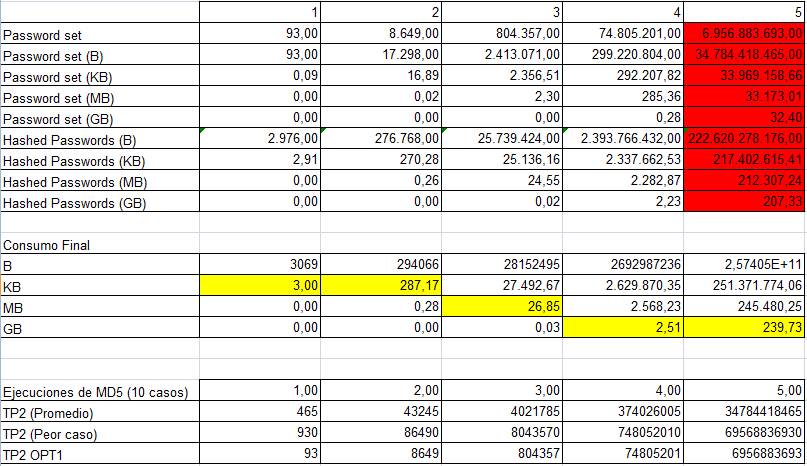 1 2 3 4 5
Password set 93,00 8.649,00 804.357,00 74.805.201,00 6.956.883.693,00
Password set (B) 93,00 17.298,00 2.413.071,00 299.220.804,00 34.784.418.465,00
Password set (KB) 0,09 16,89 2.356,51 292.207,82 33.969.158,66
Password set (MB) 0,00 0,02 2,30 285,36 33.173,01
Password set (GB) 0,00 0,00 0,00 0,28 32,40
Hashed Passwords (B) 2.976,00 276.768,00 25.739.424,00 2.393.766.432,00 222.620.278.176,00
Hashed Passwords (KB) 2,91 270,28 25.136,16 2.337.662,53 217.402.615,41
Hashed Passwords (MB) 0,00 0,26 24,55 2.282,87 212.307,24
Hashed Passwords (GB) 0,00 0,00 0,02 2,23 207,33
Consumo Final
B 3069 294066 28152495 2692987236 2,57405E+11
KB 3,00 287,17 27.492,67 2.629.870,35 251.371.774,06
MB 0,00 0,28 26,85 2.568,23 245.480,25
GB 0,00 0,00 0,03 2,51 239,73
Ejecuciones de MD5 (10 casos) 1,00 2,00 3,00 4,00 5,00
TP2 (Promedio) 465 43245 4021785 374026005 34784418465
TP2 (Peor caso) 930 86490 8043570 748052010 69568836930
TP2 OPT1 93 8649 804357 74805201 6956883693